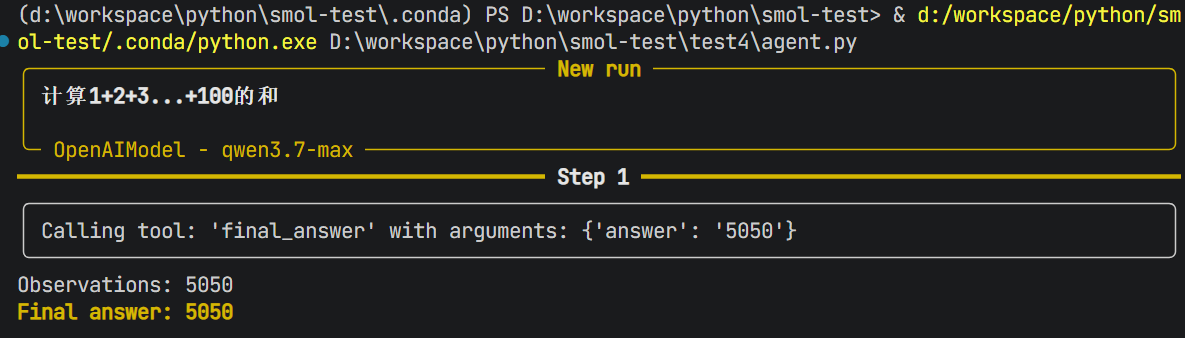 (d:\workspace\python\smol-test\.conda) PS D:\workspace\python\smol-test> & d:/workspace/python/sm
ol-test/.conda/python.exe D:\workspace\python\smol-test\test4\agent.py
New run
计算1+2+3...+100的和
OpenAIModel - qwen3.7-max
Step 1
Calling tool: 'final_answer' with arguments: {'answer': '5050'}
Observations: 5050
Final answer: 5050